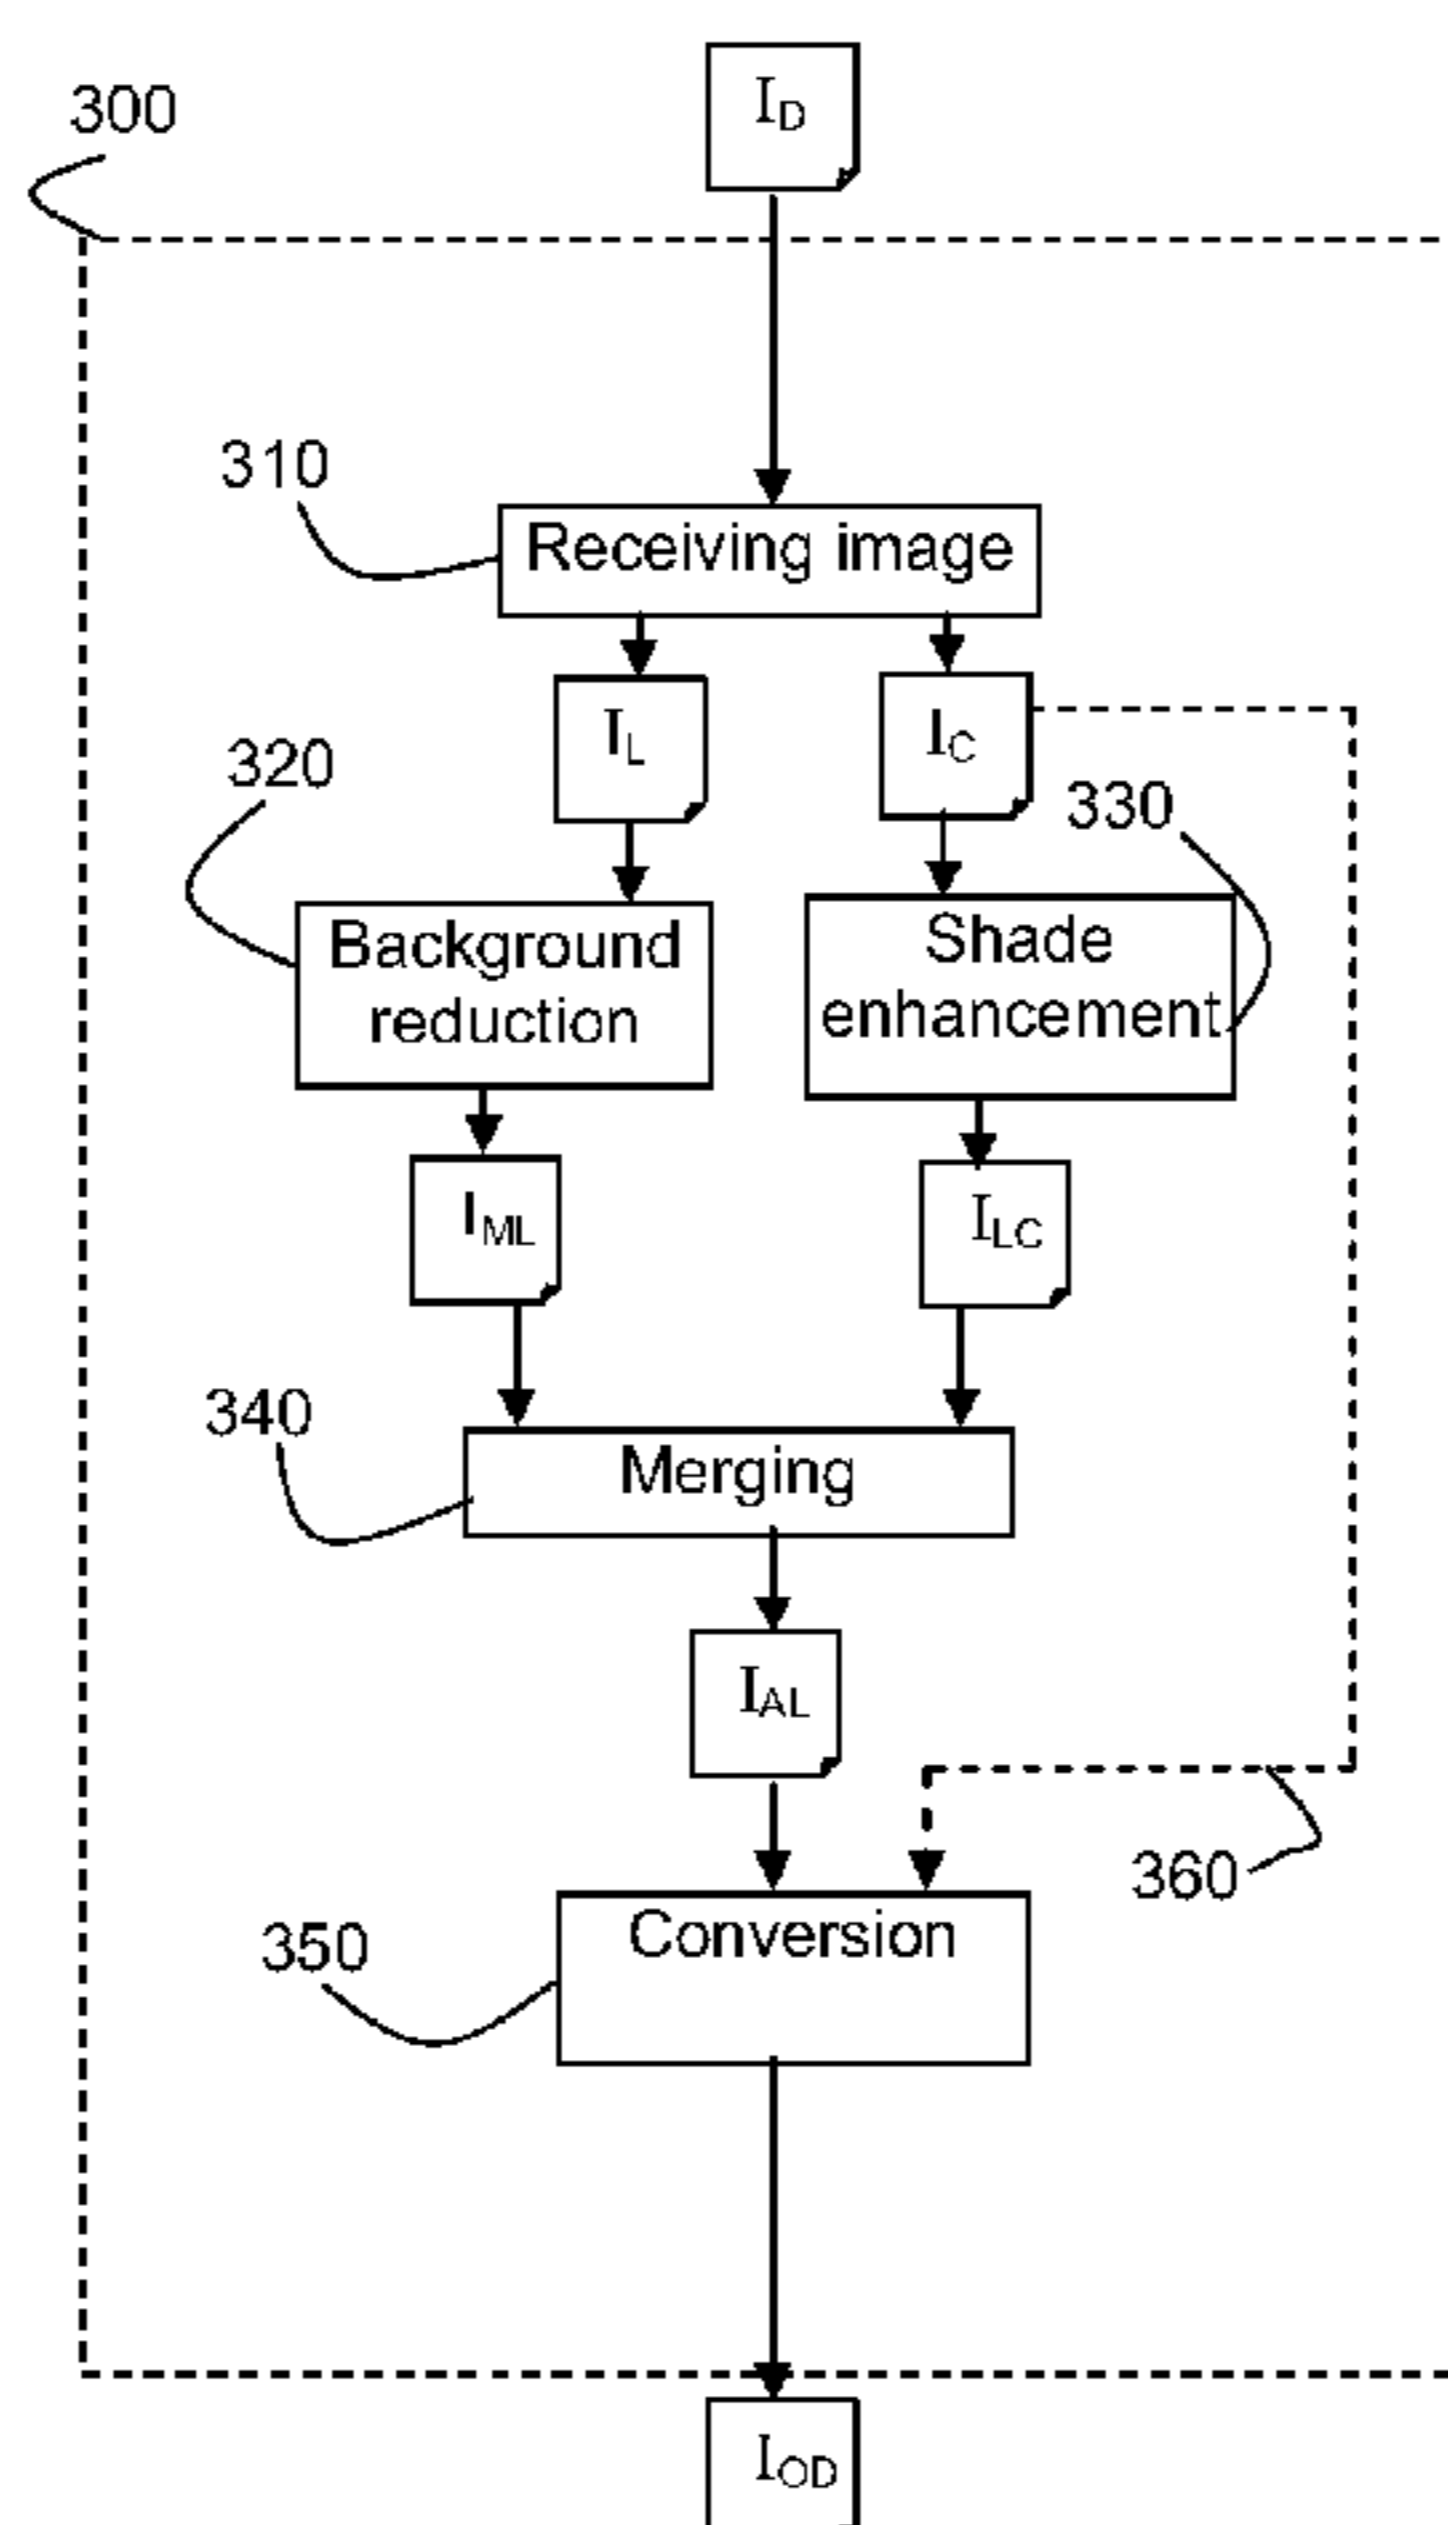 I_D
300
310
Receiving image
I_L
I_C
320
330
Background
reduction
Shade
enhancement
I_ML
I_LC
340
Merging
I_AL
360
350
Conversion
I_OD